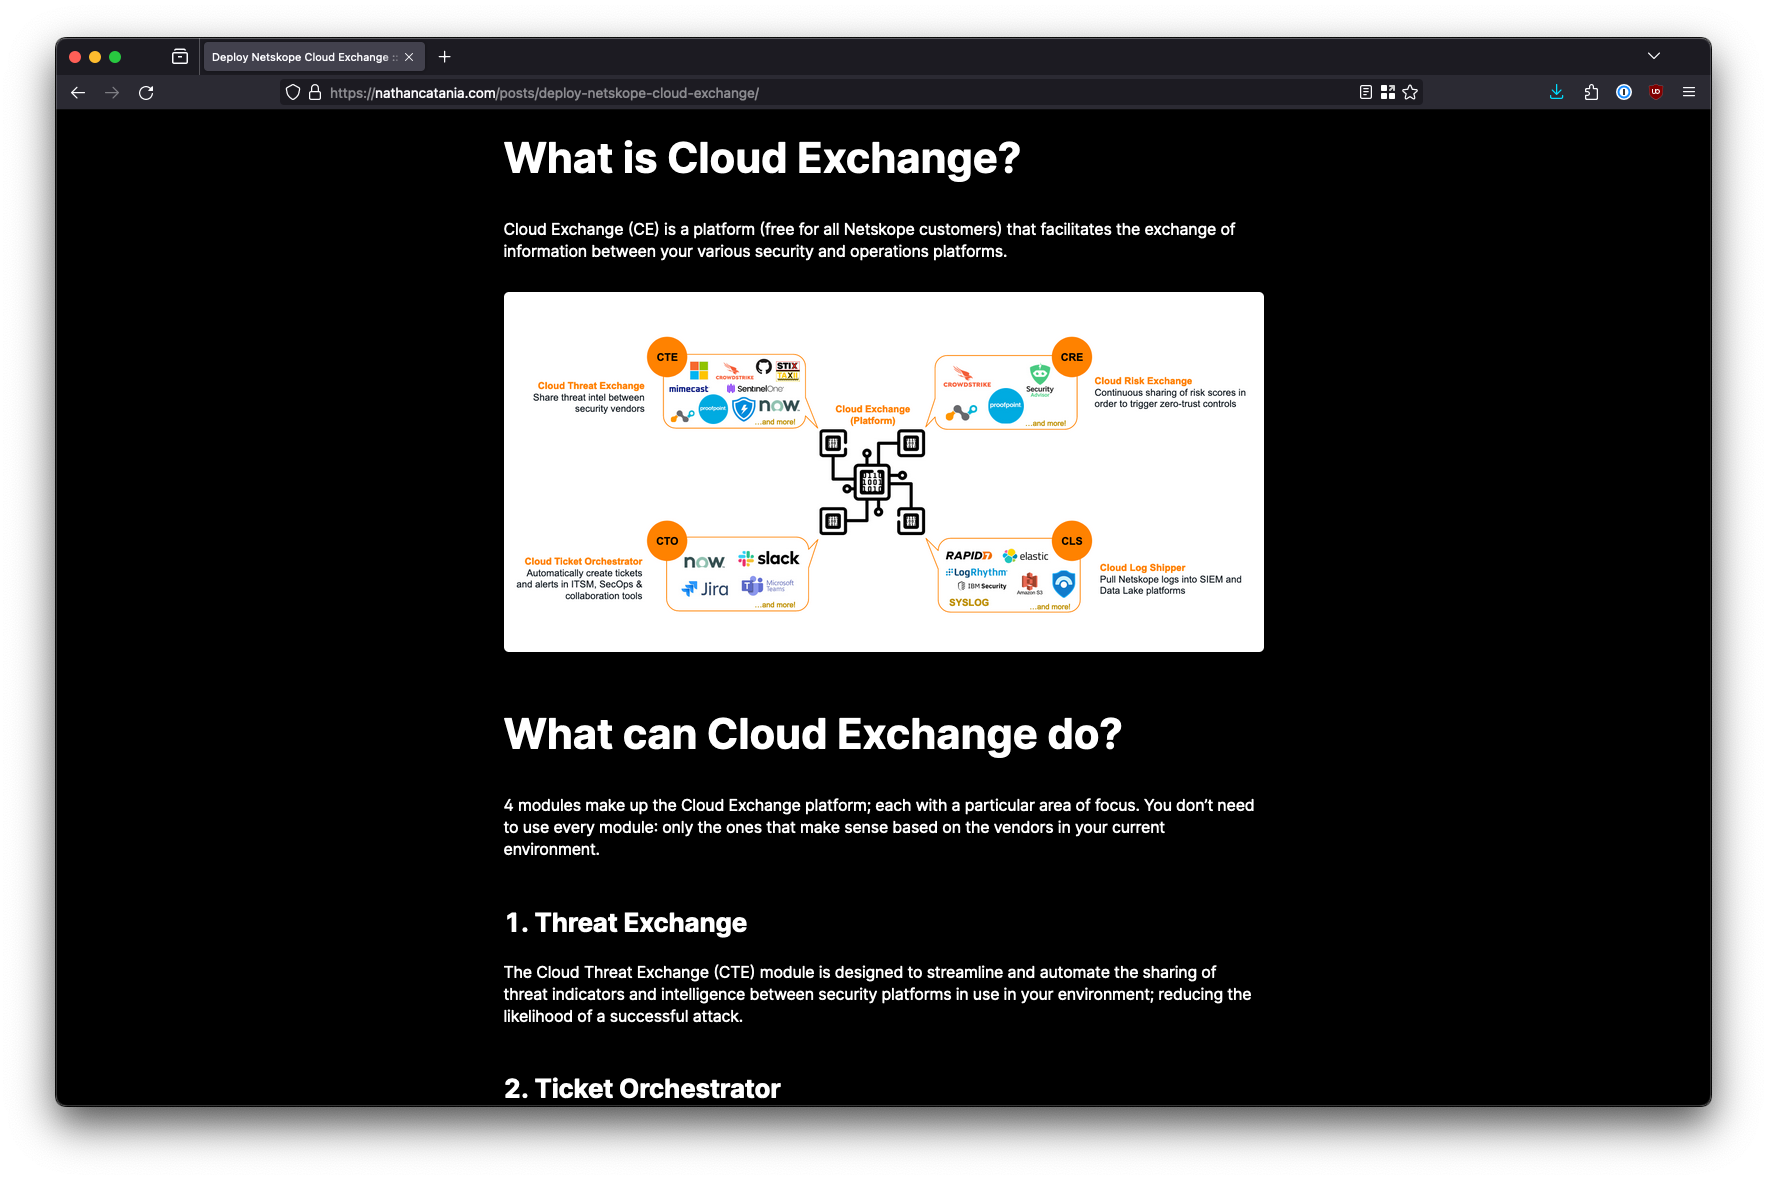 Deploy Netskope Cloud Exchange ::
https://nathancatania.com/posts/deploy-netskope-cloud-exchange/
What is Cloud Exchange?
Cloud Exchange (CE) is a platform (free for all Netskope customers) that facilitates the exchange of
information between your various security and operations platforms.
CTE
Cloud Threat Exchange
Share threat intel between
security vendors
CROWDSTRIKE
STIX
TAXII
mimecast
SentinelOne
proofpoint
now.
...and more!
Cloud Exchange
(Platform)
CRE
CROWDSTRIKE
Security
Advisor
proofpoint
...and more!
Cloud Risk Exchange
Continuous sharing of risk scores in
order to trigger zero-trust controls
0110
1001
1010
CTO
Cloud Ticket Orchestrator
Automatically create tickets
and alerts in ITSM, SecOps &
collaboration tools
now.
slack
Jira
Microsoft
Teams
...and more!
CLS
RAPID7
elastic
LogRhythm
IBM Security
Amazon S3
SYSLOG
...and more!
Cloud Log Shipper
Pull Netskope logs into SIEM and
Data Lake platforms
What can Cloud Exchange do?
4 modules make up the Cloud Exchange platform; each with a particular area of focus. You don’t need
to use every module: only the ones that make sense based on the vendors in your current
environment.
1. Threat Exchange
The Cloud Threat Exchange (CTE) module is designed to streamline and automate the sharing of
threat indicators and intelligence between security platforms in use in your environment; reducing the
likelihood of a successful attack.
2. Ticket Orchestrator